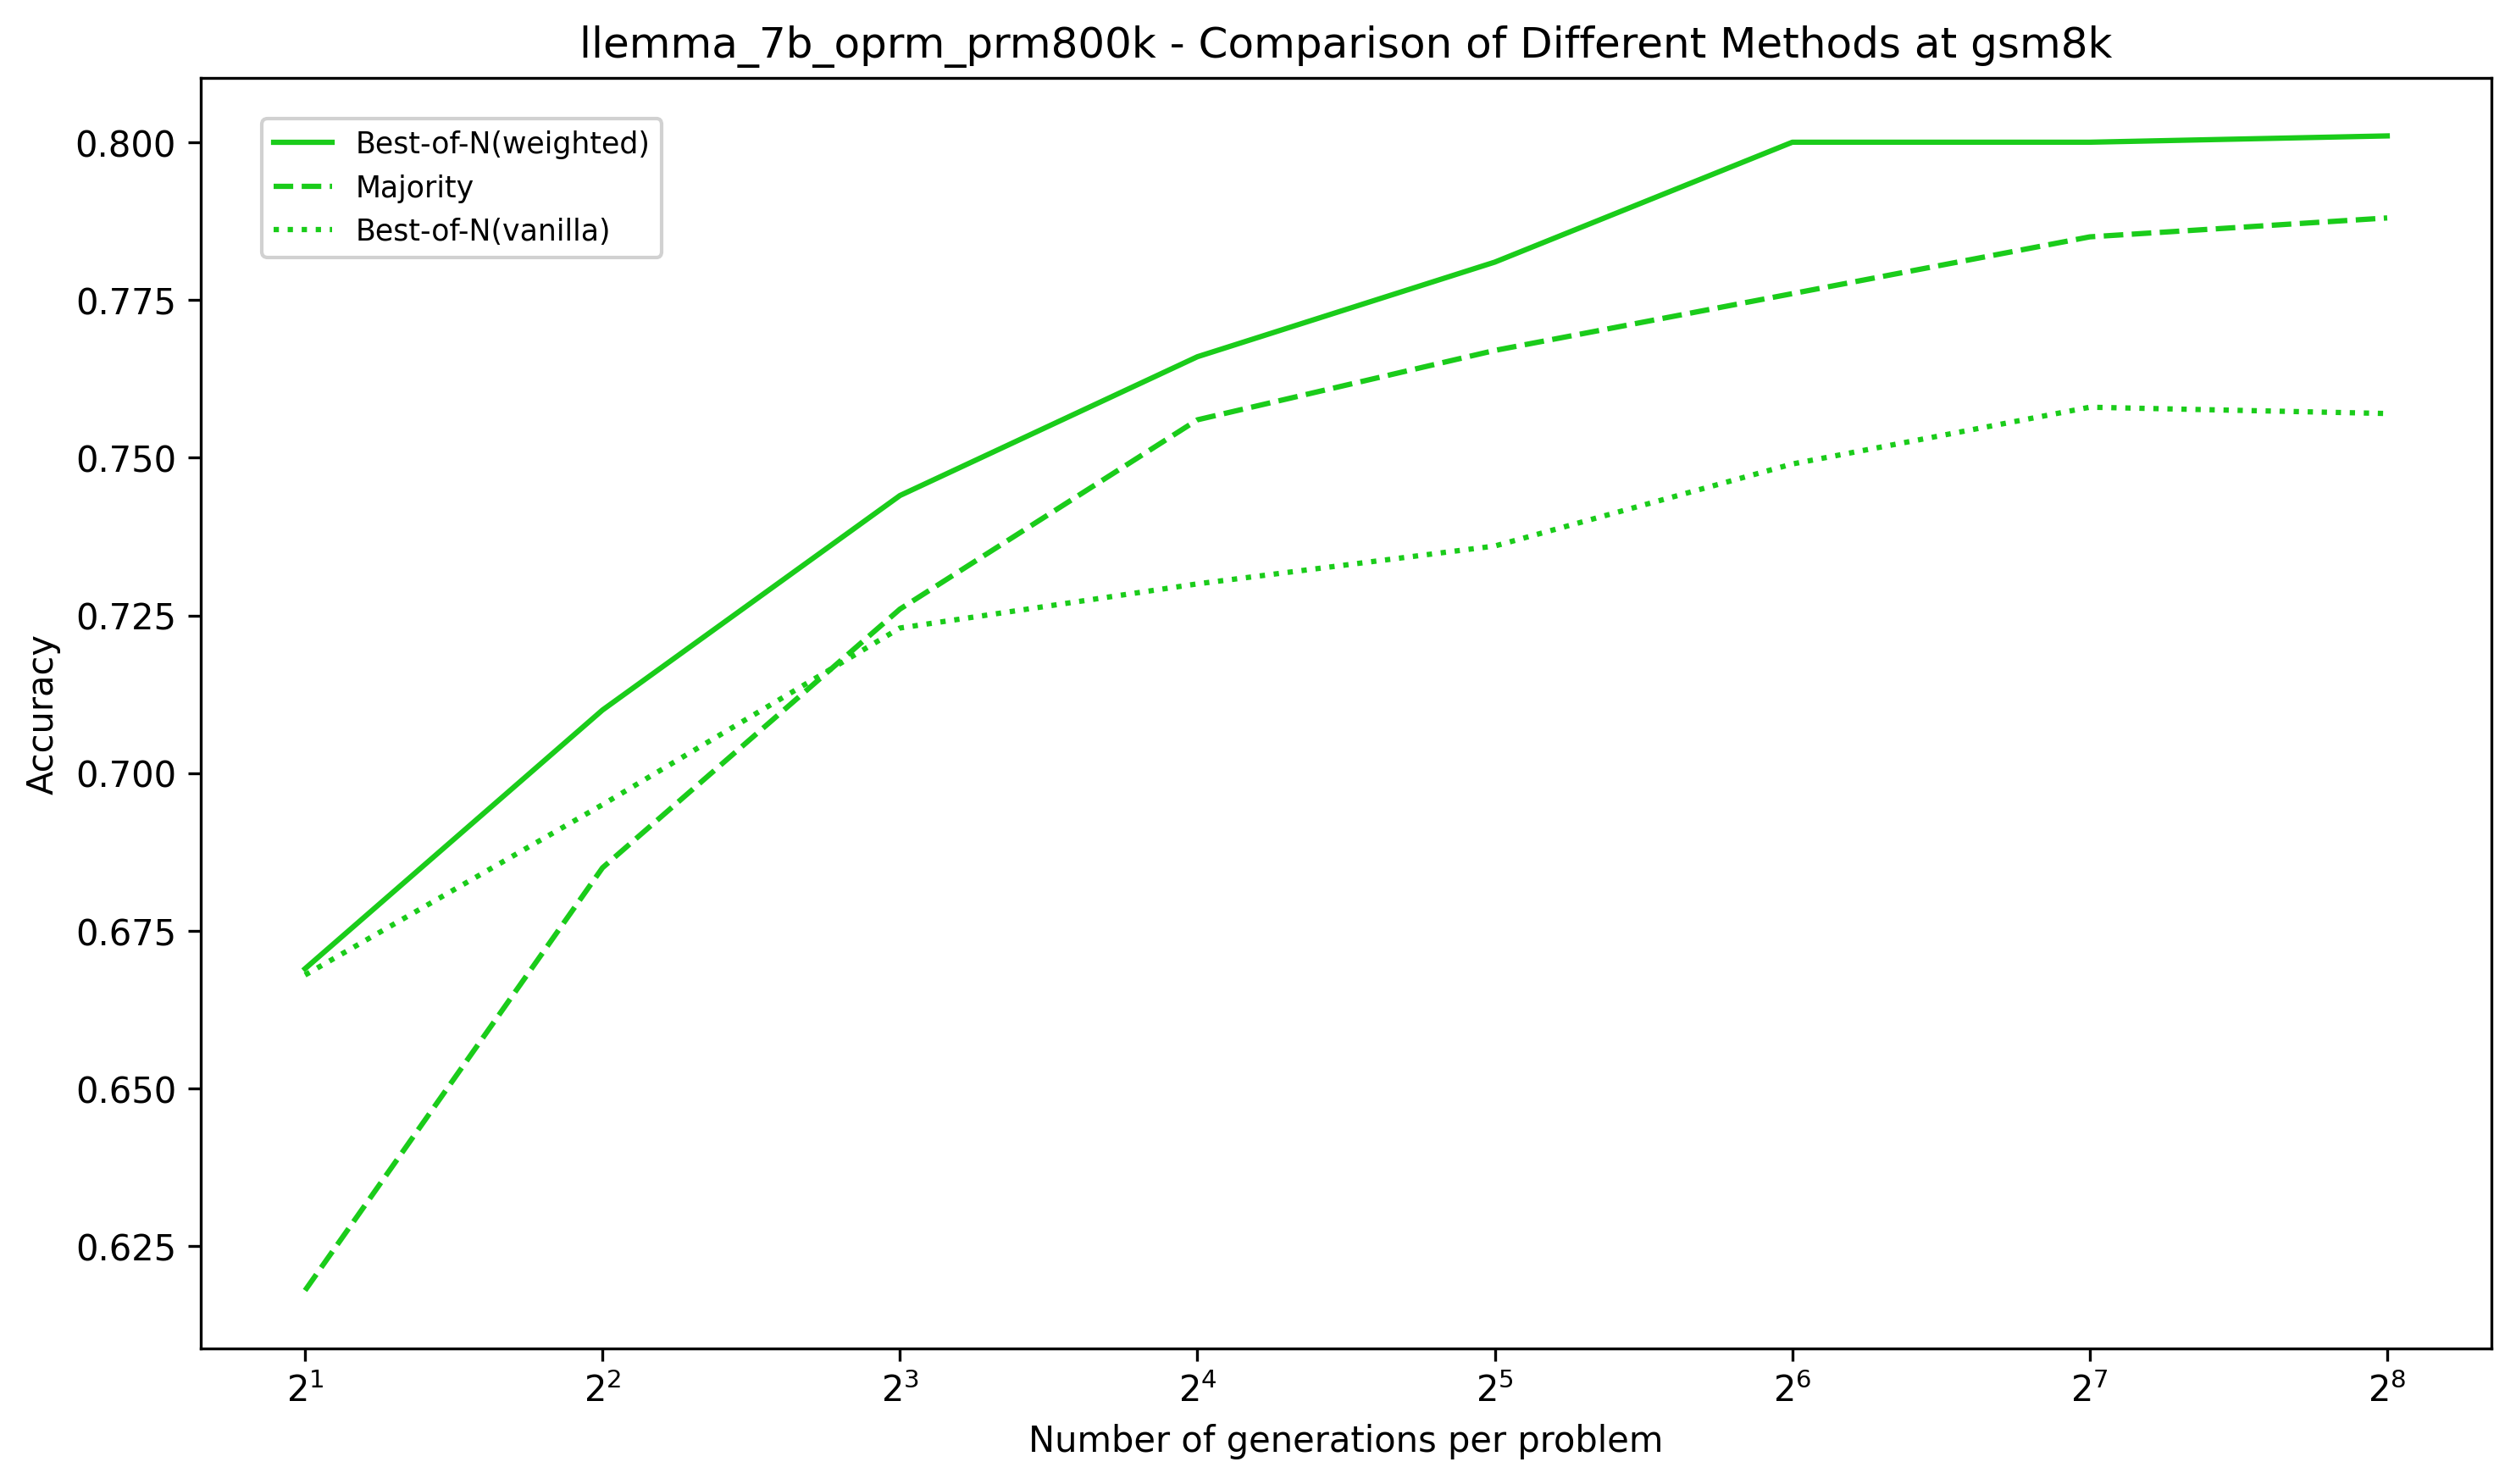 llemma_7b_oprm_prm800k - Comparison of Different Methods at gsm8k
Best-of-N(weighted)
Majority
Best-of-N(vanilla)
0.800
0.775
0.750
0.725
0.700
0.675
0.650
0.625
Accuracy
2¹ 2² 2³ 2⁴ 2⁵ 2⁶ 2⁷ 2⁸
Number of generations per problem